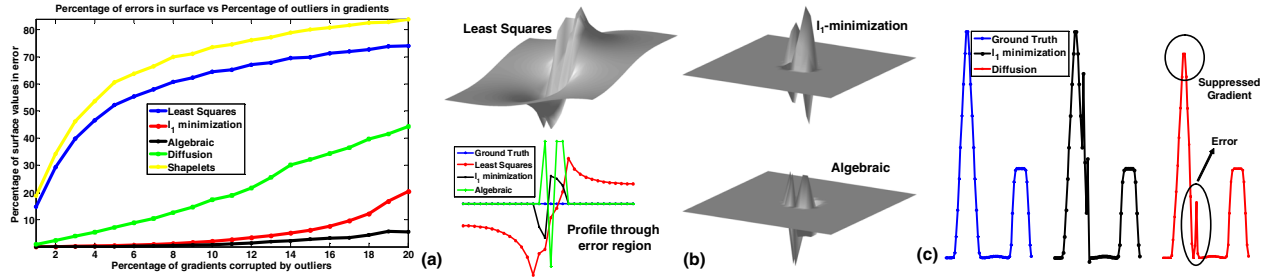 Percentage of errors in surface vs Percentage of outliers in gradients
Percentage of surface values in error
80
70
60
50
40
30
20
10
2 4 6 8 10 12 14 16 18 20
Percentage of gradients corrupted by outliers
Least Squares
l1 minimization
Algebraic
Diffusion
Shapelets
(a)
Least Squares
l1-minimization
Ground Truth
Least Squares
l1 minimization
Algebraic
Profile through
error region
Algebraic
(b)
Ground Truth
l1 minimization
Diffusion
Suppressed
Gradient
Error
(c)